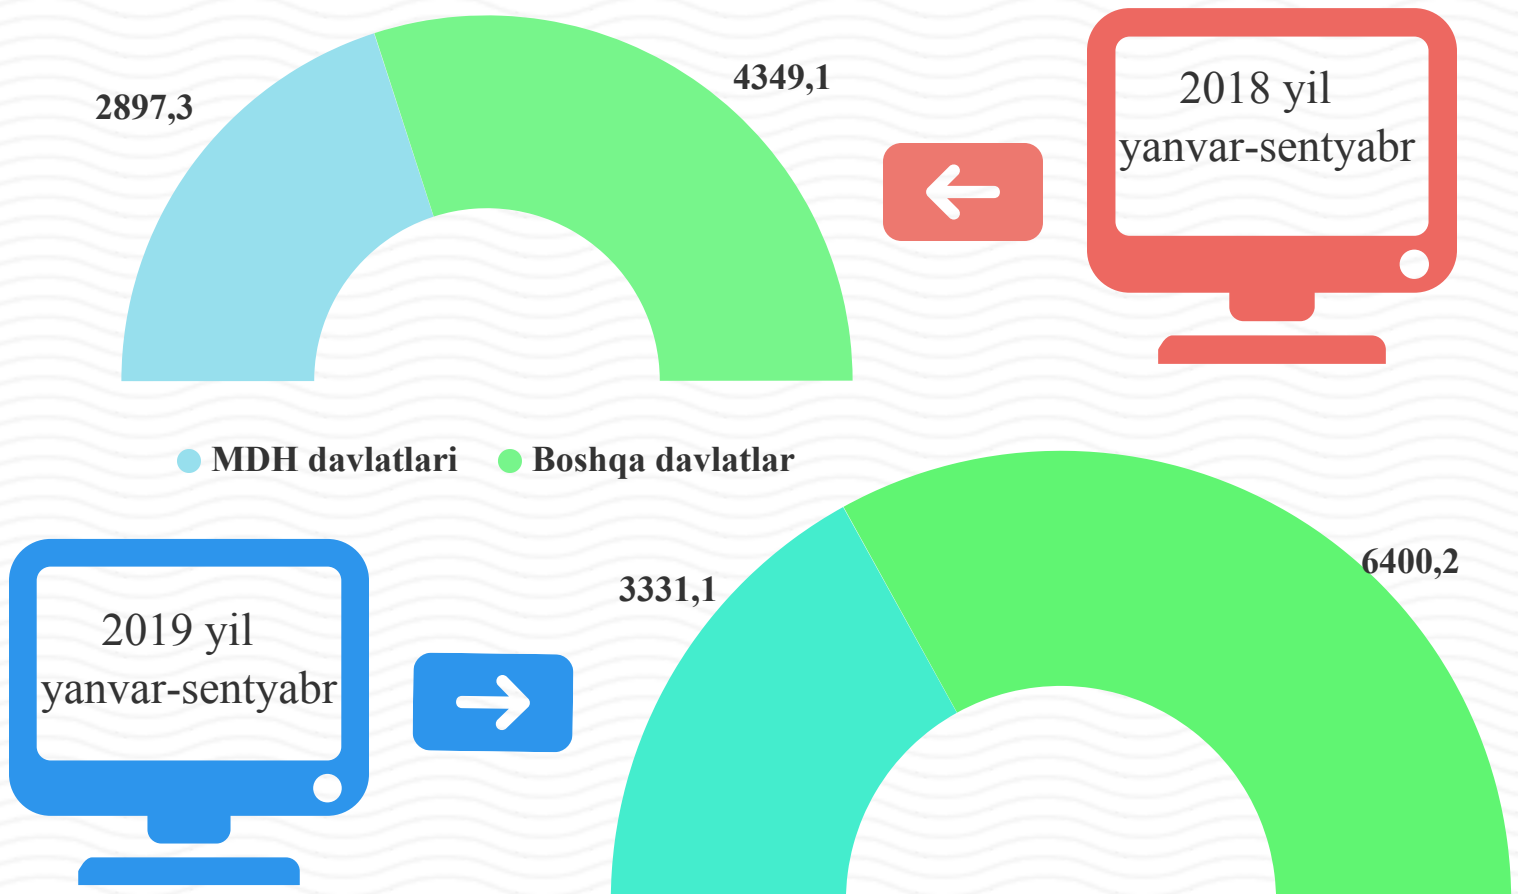 2897,3
4349,1
2018 yil
yanvar-sentyabr
MDH davlatlari
Boshqa davlatlar
2019 yil
yanvar-sentyabr
3331,1
6400,2